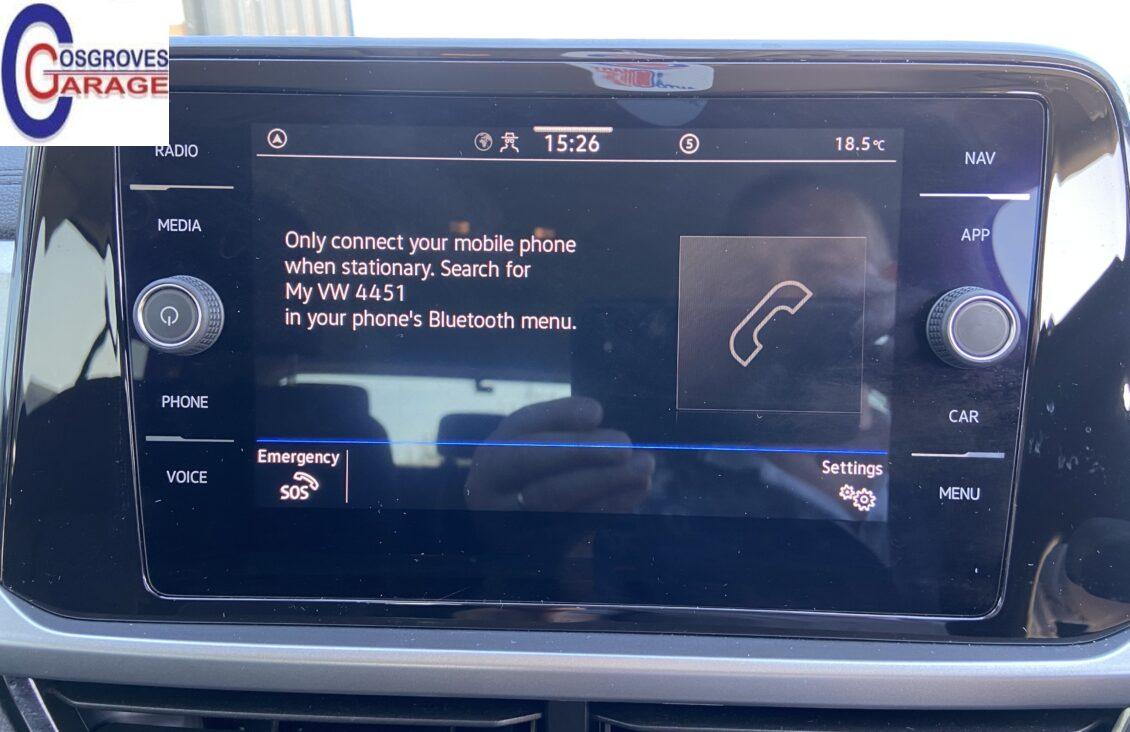 COSGROVES
GARAGE
RADIO
MEDIA
PHONE
VOICE
15:26
5
18.5°C
Only connect your mobile phone
when stationary. Search for
My VW 4451
in your phone's Bluetooth menu.
Emergency
SOS
Settings
NAV
APP
CAR
MENU